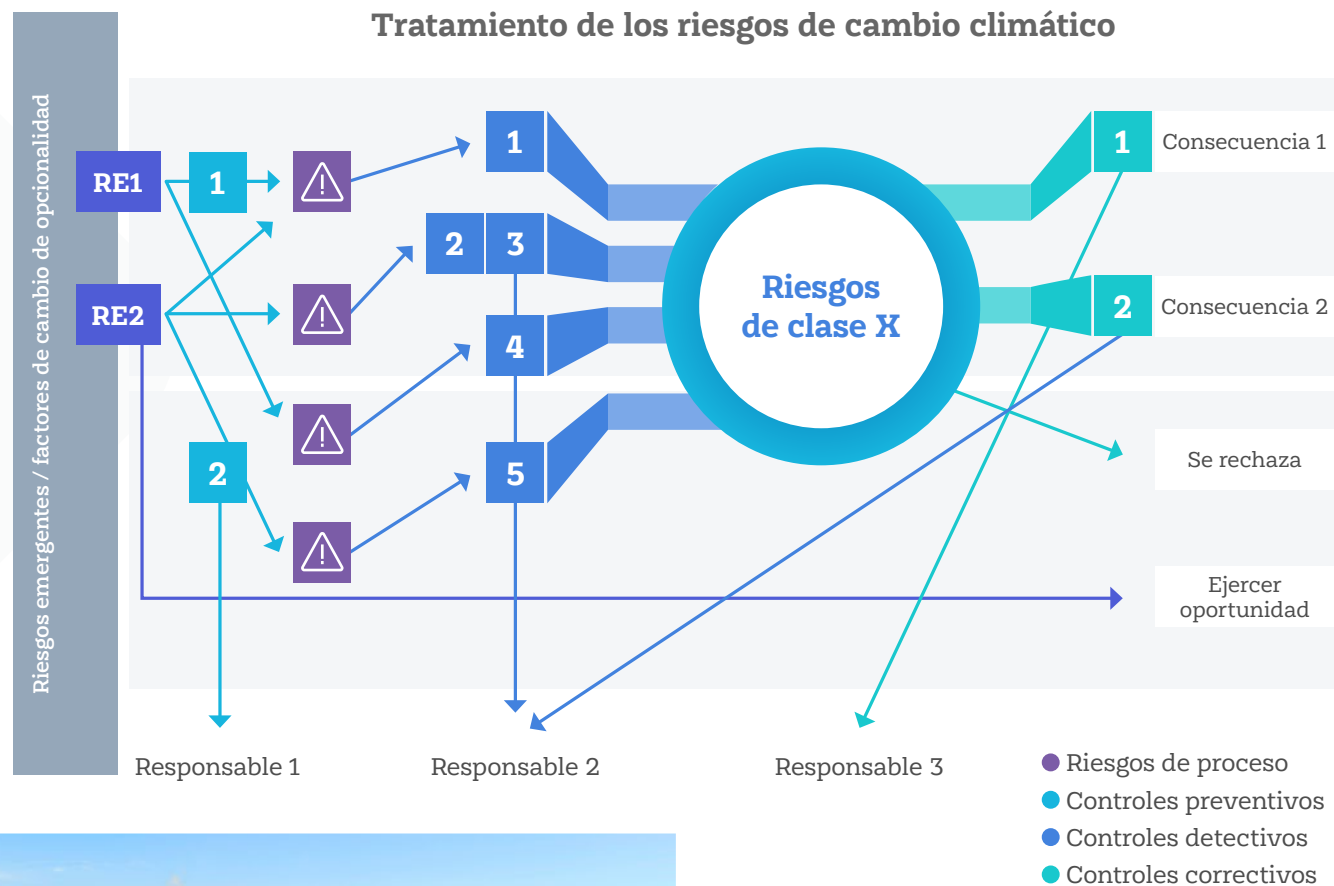 Tratamiento de los riesgos de cambio climático
Riesgos emergentes / factores de cambio de opcionalidad
RE1
1
1
1
Consecuencia 1
2
3
RE2
Riesgos
de clase X
2
Consecuencia 2
4
2
5
Se rechaza
Ejercer
oportunidad
Responsable 1
Responsable 2
Responsable 3
Riesgos de proceso
Controles preventivos
Controles detectivos
Controles correctivos